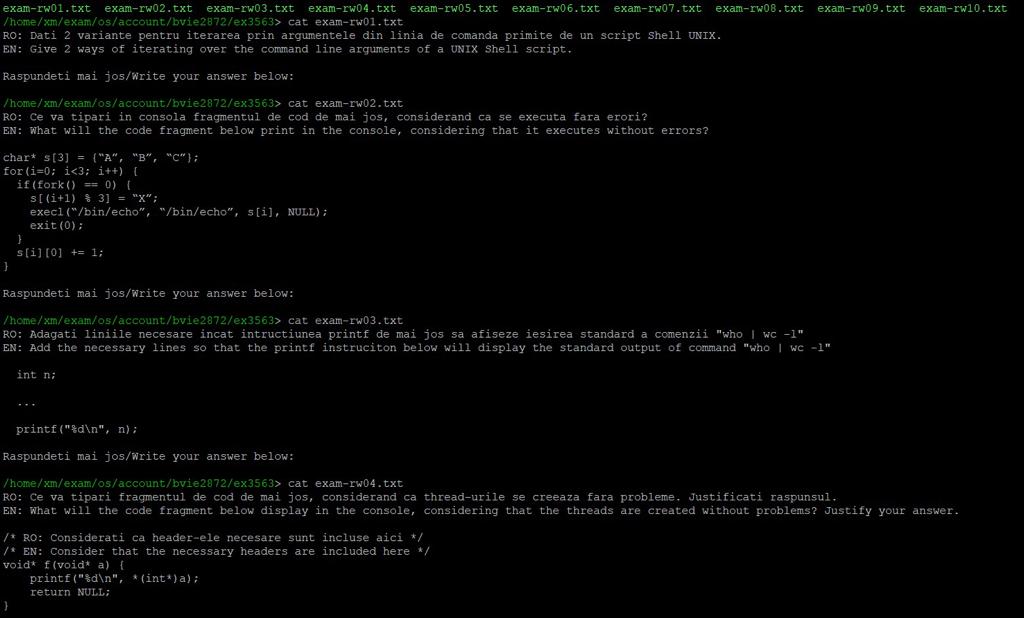 exam-rw01.txt  exam-rw02.txt  exam-rw03.txt  exam-rw04.txt  exam-rw05.txt  exam-rw06.txt  exam-rw07.txt  exam-rw08.txt  exam-rw09.txt  exam-rw10.txt
/home/xm/exam/os/account/bvie2872/ex3563> cat exam-rw01.txt
RO: Dati 2 variante pentru iterarea prin argumentele din linia de comanda primite de un script Shell UNIX.
EN: Give 2 ways of iterating over the command line arguments of a UNIX Shell script.

Raspundeti mai jos/Write your answer below:

/home/xm/exam/os/account/bvie2872/ex3563> cat exam-rw02.txt
RO: Ce va tipari in consola fragmentul de cod de mai jos, considerand ca se executa fara erori?
EN: What will the code fragment below print in the console, considering that it executes without errors?

char* s[3] = {“A”, “B”, “C”};
for(i=0; i<3; i++) {
  if(fork() == 0) {
    s[(i+1) % 3] = “X”;
    execl(“/bin/echo”, “/bin/echo”, s[i], NULL);
    exit(0);
  }
  s[i][0] += 1;
}

Raspundeti mai jos/Write your answer below:

/home/xm/exam/os/account/bvie2872/ex3563> cat exam-rw03.txt
RO: Adagati liniile necesare incat intructiunea printf de mai jos sa afiseze iesirea standard a comenzii "who | wc -l"
EN: Add the necessary lines so that the printf instruciton below will display the standard output of command "who | wc -l"

  int n;

  ...

  printf("%d\n", n);

Raspundeti mai jos/Write your answer below:

/home/xm/exam/os/account/bvie2872/ex3563> cat exam-rw04.txt
RO: Ce va tipari fragmentul de cod de mai jos, considerand ca thread-urile se creeaza fara probleme. Justificati raspunsul.
EN: What will the code fragment below display in the console, considering that the threads are created without problems? Justify your answer.

/* RO: Considerati ca header-ele necesare sunt incluse aici */
/* EN: Consider that the necessary headers are included here */
void* f(void* a) {
    printf("%d\n", *(int*)a);
    return NULL;
}